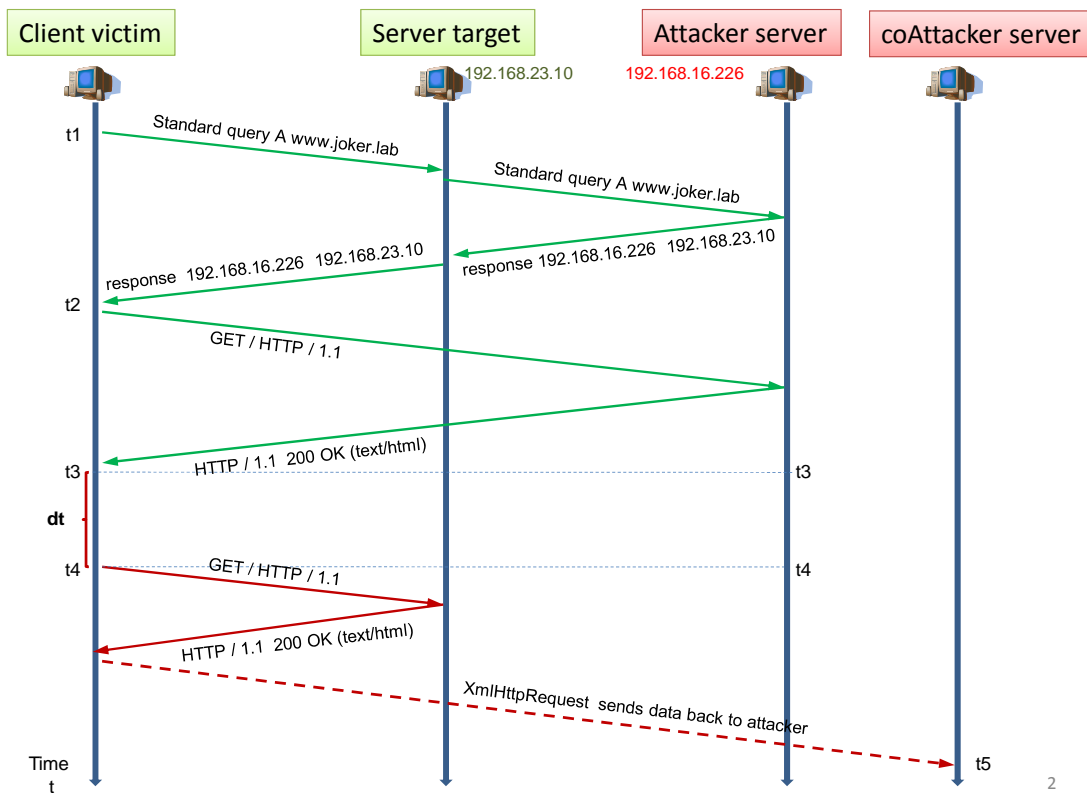 Client victim
Server target
Attacker server
coAttacker server
192.168.23.10
192.168.16.226
t1
Standard query A www.joker.lab
Standard query A www.joker.lab
response 192.168.16.226 192.168.23.10
response 192.168.16.226 192.168.23.10
t2
GET / HTTP / 1.1
HTTP / 1.1 200 OK (text/html)
t3
t3
dt
t4
t4
GET / HTTP / 1.1
HTTP / 1.1 200 OK (text/html)
XmlHttpRequest sends data back to attacker
Time
t
t5
2